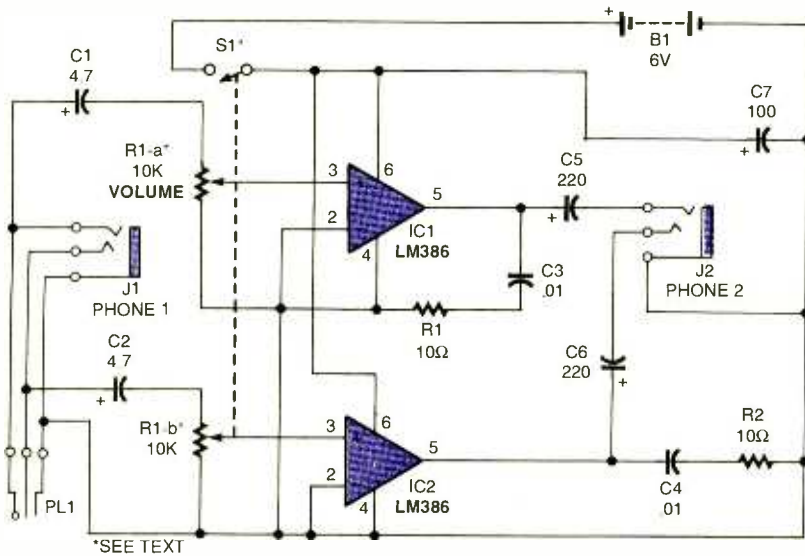 +
B1
6V
S1*
C1
4.7
+
C7
100
+
R1-a*
10K
VOLUME
3
6
2
4
5
IC1
LM386
C5
220
+
J1
PHONE 1
C3
.01
J2
PHONE 2
R1
10Ω
C2
4.7
+
C6
220
+
R1-b*
10K
3
6
2
4
5
IC2
LM386
R2
10Ω
C4
.01
PL1
*SEE TEXT